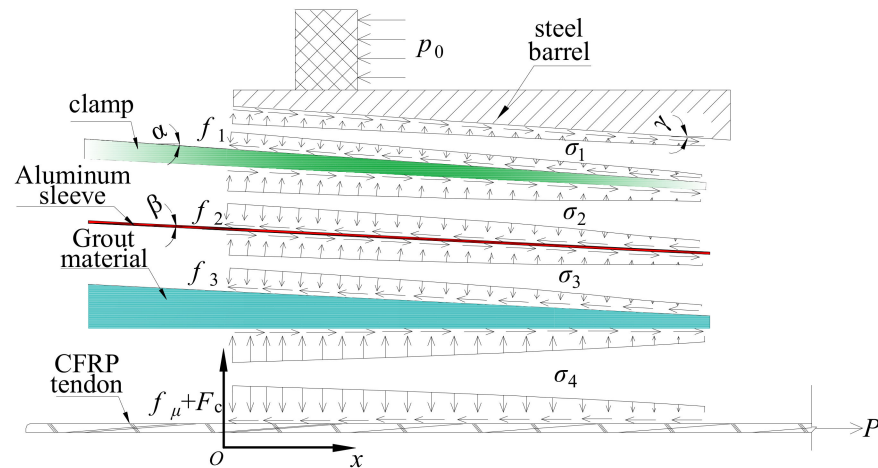 p0
steel
barrel
clamp
α
f1
γ
σ1
Aluminum
sleeve
β
f2
σ2
Grout
material
f3
σ3
CFRP
tendon
σ4
fμ+Fc
P
O
x